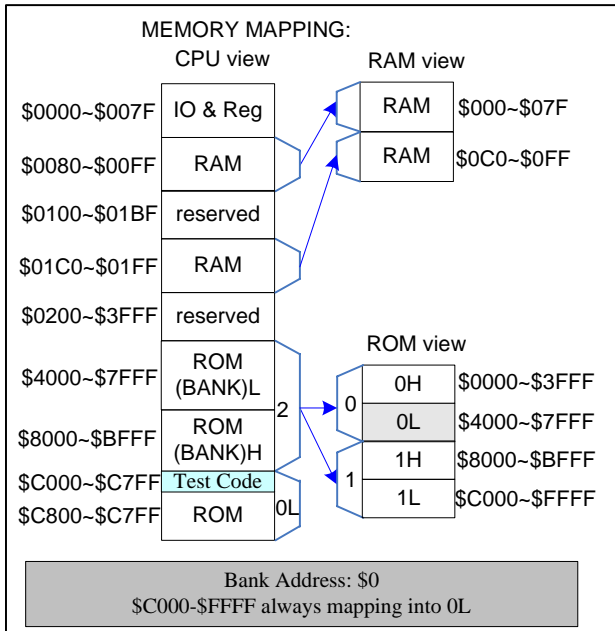 MEMORY MAPPING:
CPU view
RAM view
$0000~$007F
IO & Reg
RAM
$000~$07F
$0080~$00FF
RAM
RAM
$0C0~$0FF
$0100~$01BF
reserved
$01C0~$01FF
RAM
$0200~$3FFF
reserved
ROM view
$4000~$7FFF
ROM
(BANK)L
2
0
0H
$0000~$3FFF
0L
$4000~$7FFF
$8000~$BFFF
ROM
(BANK)H
1
1H
$8000~$BFFF
1L
$C000~$FFFF
$C000~$C7FF
Test Code
$C800~$C7FF
ROM
0L
Bank Address: $0
$C000-$FFFF always mapping into 0L